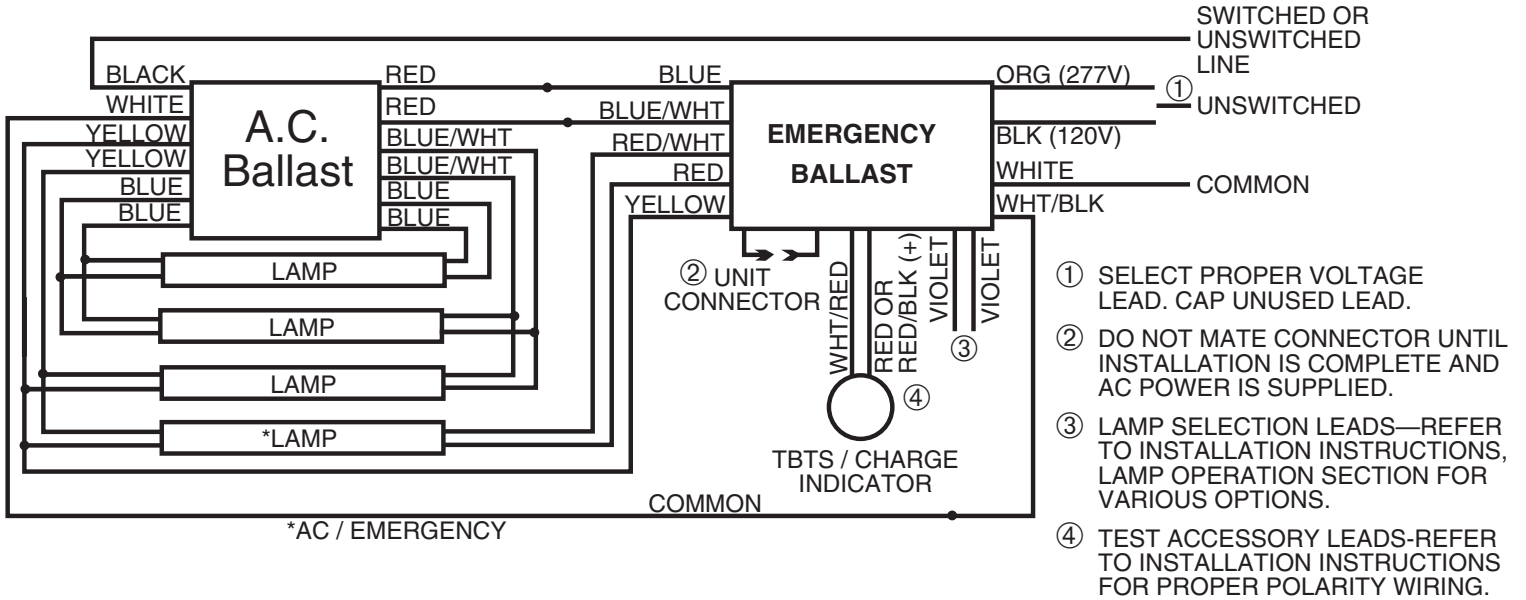 SWITCHED OR
UNSWITCHED
LINE
BLACK
WHITE
YELLOW
YELLOW
BLUE
BLUE
A.C.
Ballast
RED
RED
BLUE/WHT
BLUE/WHT
BLUE
BLUE
BLUE
BLUE/WHT
RED/WHT
RED
YELLOW
EMERGENCY
BALLAST
ORG (277V)
① UNSWITCHED
BLK (120V)
WHITE
COMMON
WHT/BLK
LAMP
LAMP
LAMP
*LAMP
② UNIT
CONNECTOR
WHT/RED
RED OR
RED/BLK (+)
VIOLET
VIOLET
③
④
TBTS / CHARGE
INDICATOR
COMMON
*AC / EMERGENCY
① SELECT PROPER VOLTAGE
LEAD. CAP UNUSED LEAD.
② DO NOT MATE CONNECTOR UNTIL
INSTALLATION IS COMPLETE AND
AC POWER IS SUPPLIED.
③ LAMP SELECTION LEADS—REFER
TO INSTALLATION INSTRUCTIONS,
LAMP OPERATION SECTION FOR
VARIOUS OPTIONS.
④ TEST ACCESSORY LEADS-REFER
TO INSTALLATION INSTRUCTIONS
FOR PROPER POLARITY WIRING.